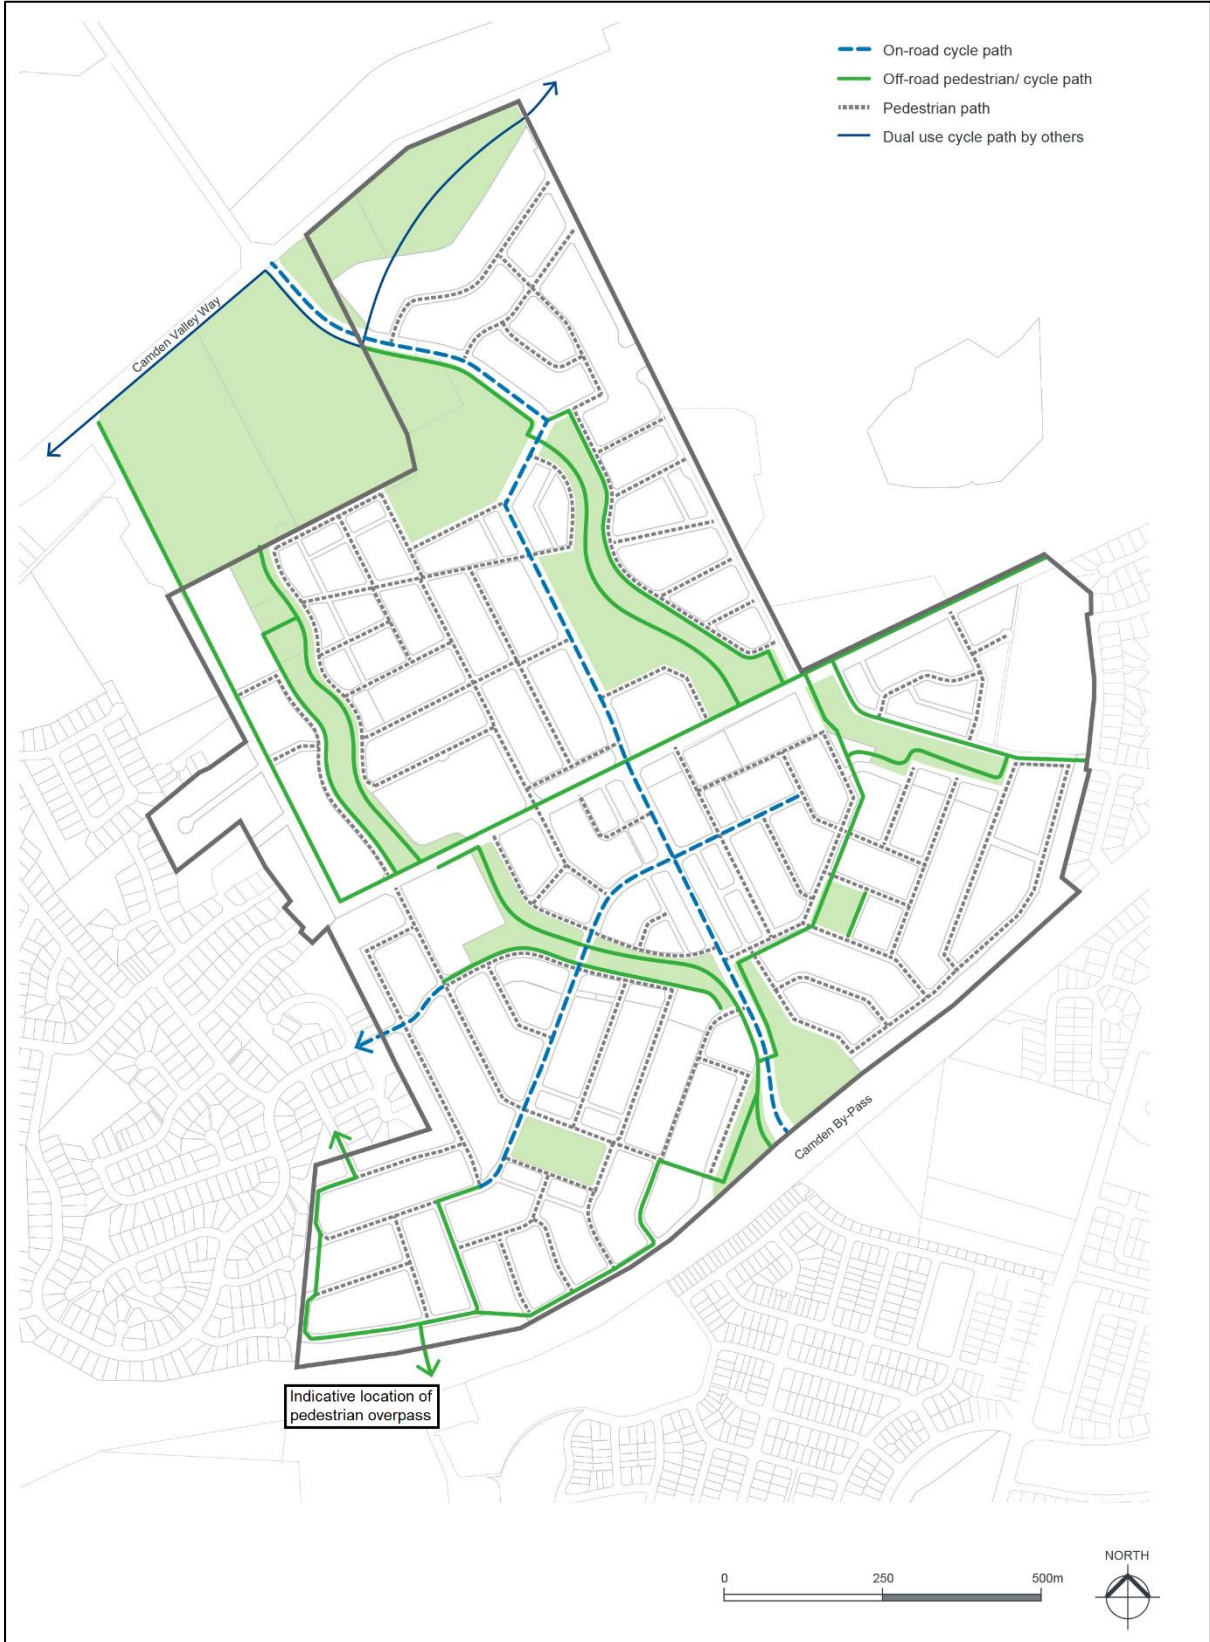 On-road cycle path
Off-road pedestrian/ cycle path
Pedestrian path
Dual use cycle path by others
Camden Valley Way
Camden By-Pass
Indicative location of
pedestrian overpass
NORTH
0 250 500m